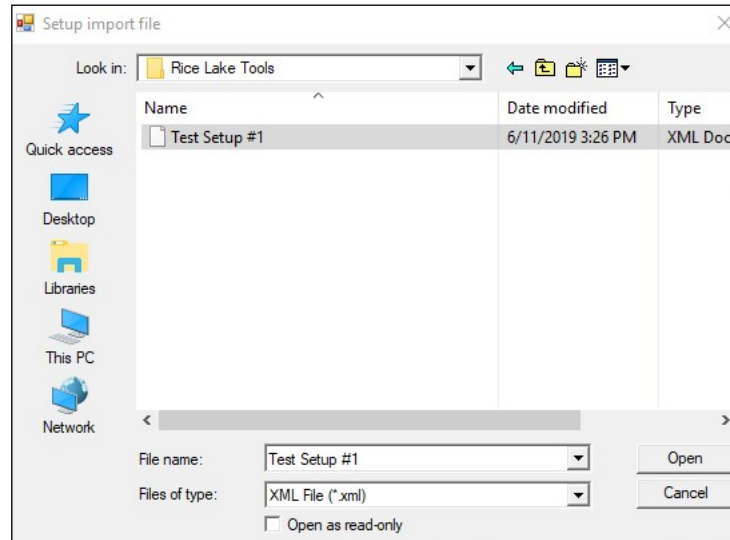 Setup import file
Look in: Rice Lake Tools
Name Date modified Type
Test Setup #1 6/11/2019 3:26 PM XML Doc
Quick access
Desktop
Libraries
This PC
Network
File name: Test Setup #1 Open
Files of type: XML File (*.xml) Cancel
Open as read-only